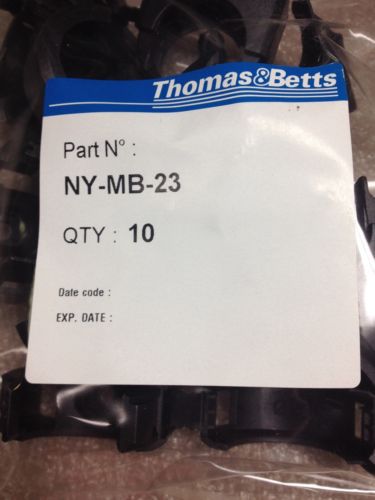 Thomas&Betts
Part N° :
NY-MB-23
QTY : 10
Date code :
EXP. DATE :